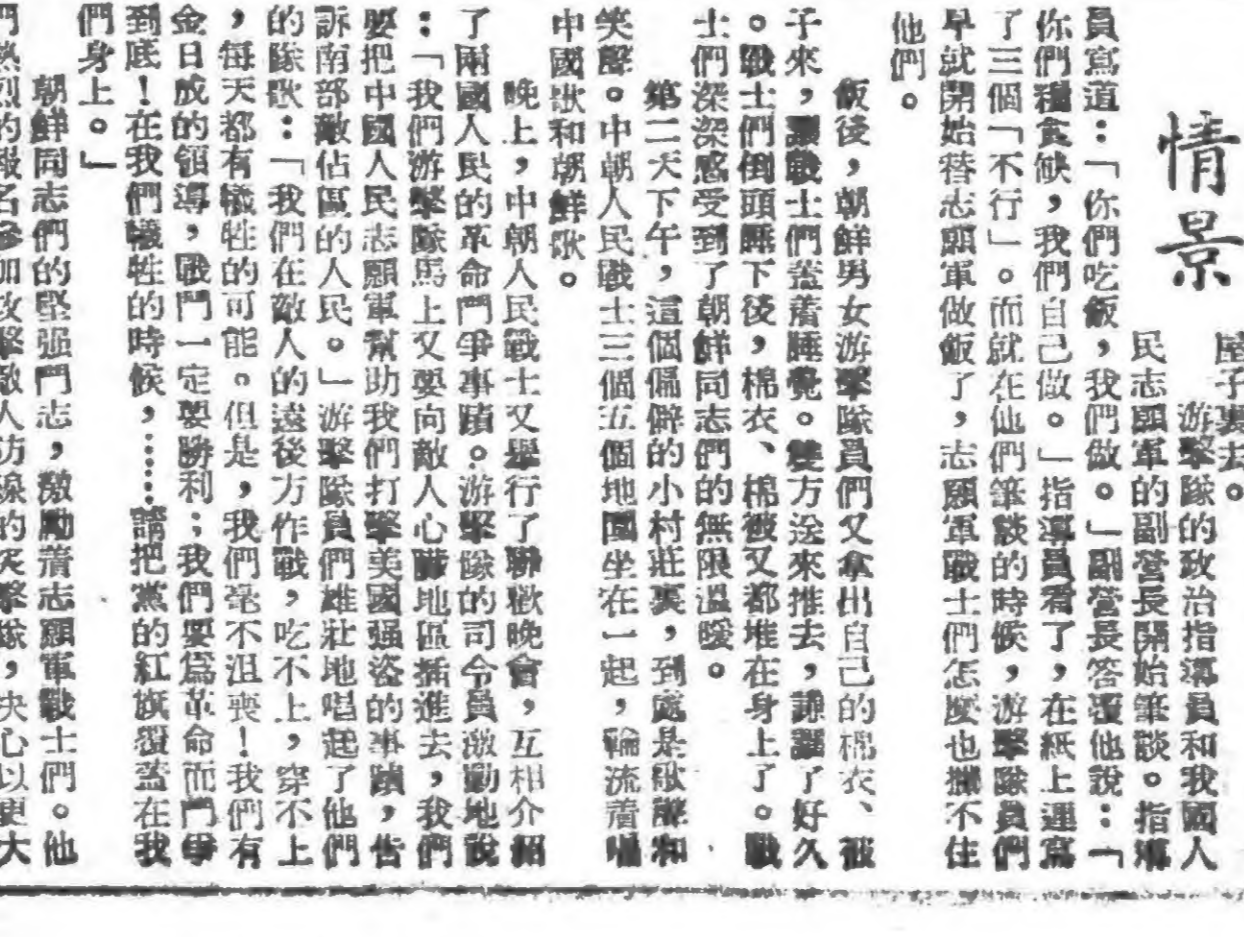 情景
屋子裏去。
游擊隊的政治指導員和我國人
民志願軍的副營長開始筆談。指導
員寫道：「你們吃飯，我們做。」副營長答覆他說：「
你們糧食缺，我們自己做。」指導員看了，在紙上連寫
了三個「不行」。而就在他們筆談的時候，游擊隊員們
早就開始替志願軍做飯了，志願軍戰士們怎麼也攔不住
他們。
飯後，朝鮮男女游擊隊員們又拿出自己的棉衣、被
子來，讓戰士們蓋着睡覺。雙方送來推去，謙讓了好久
。戰士們倒頭睡下後，棉衣、棉被又都堆在身上了。戰
士們深深感受到了朝鮮同志們的無限溫暖。
第二天下午，這個偏僻的小村莊裏，到處是歌聲和
笑聲。中朝人民戰士三個五個地圍坐在一起，輪流着唱
中國歌和朝鮮歌。
晚上，中朝人民戰士又舉行了聯歡晚會，互相介紹
了兩國人民的革命鬥爭事蹟。游擊隊的司令員激動地說
：「我們游擊隊馬上又要向敵人心臟地區插進去，我們
要把中國人民志願軍幫助我們打擊美國强盜的事蹟，告
訴南部敵佔區的人民。」游擊隊員們雄壯地唱起了他們
的隊歌：「我們在敵人的遠後方作戰，吃不上，穿不上
，每天都有犧牲的可能。但是，我們毫不沮喪！我們有
金日成的領導，戰鬥一定要勝利；我們要爲革命而鬥爭
到底！在我們犧牲的時候，……請把黨的紅旗覆蓋在我
們身上。」
朝鮮同志們的堅强鬥志，激勵着志願軍戰士們。他
們熱烈的報名參加攻擊敵人防線的突擊隊，決心以更大